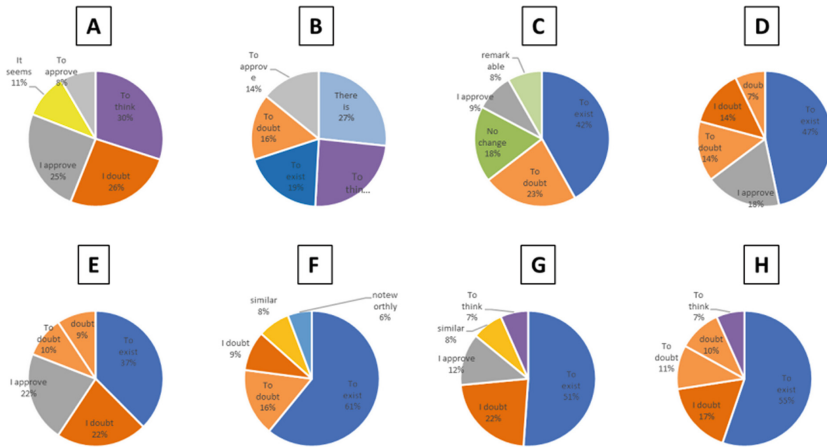 A
To
think
30%
I doubt
26%
I approve
25%
It
seems
11%
To
approve
8%
B
There
is
27%
To
thin...
To
exist
19%
To
doubt
16%
To
approv
e
14%
C
To
exist
42%
To
doubt
23%
No
change
18%
I approve
9%
remark
able
8%
D
To
exist
47%
I approve
18%
To
doubt
14%
I doubt
14%
doub
7%
E
To
exist
37%
I doubt
22%
I approve
22%
To
doubt
10%
doubt
9%
F
To
exist
61%
To
doubt
16%
I doubt
9%
similar
8%
notew
orthly
6%
G
To
exist
51%
I doubt
22%
I approve
12%
similar
8%
To
think
7%
H
To
exist
55%
I doubt
17%
To
doubt
11%
doubt
10%
To
think
7%